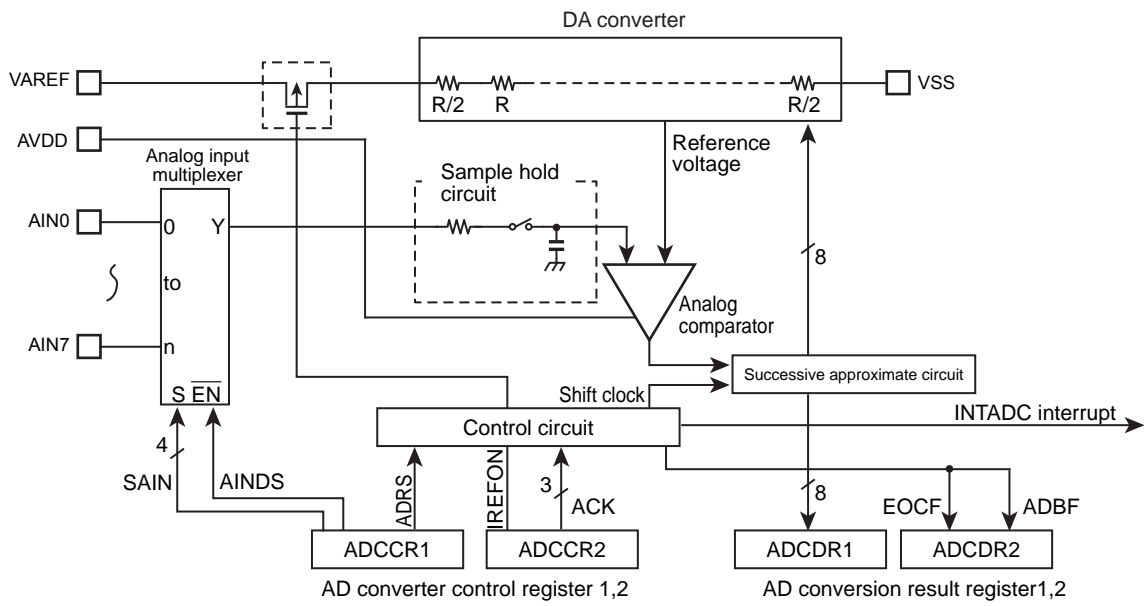 DA converter
VAREF
R/2
R
R/2
VSS
AVDD
Analog input
multiplexer
Reference
voltage
Sample hold
circuit
AIN0
0
Y
to
8
Analog
comparator
AIN7
n
S EN
Successive approximate circuit
Shift clock
INTADC interrupt
Control circuit
4
SAIN
AINDS
ADRS
IREFON
3
ACK
8
EOCF
ADBF
ADCCR1
ADCCR2
ADCDR1
ADCDR2
AD converter control register 1,2
AD conversion result register1,2